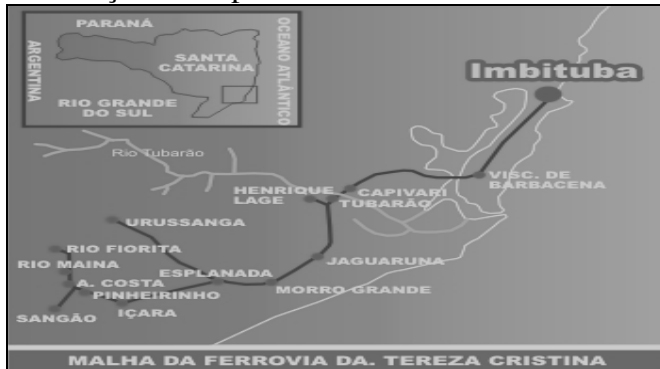 PARANÁ
ARGENTINA
SANTA
CATARINA
OCEANO ATLÂNTICO
RIO GRANDE
DO SUL
Imbituba
Rio Tubarão
VISC. DE
BARBACENA
HENRIQUE
LAGE
CAPIVARI
TUBARÃO
URUSSANGA
RIO FIORITA
RIO MAINA
JAGUARUNA
ESPLANADA
A. COSTA
PINHEIRINHO
MORRO GRANDE
IÇARA
SANGÃO
MALHA DA FERROVIA DA. TEREZA CRISTINA